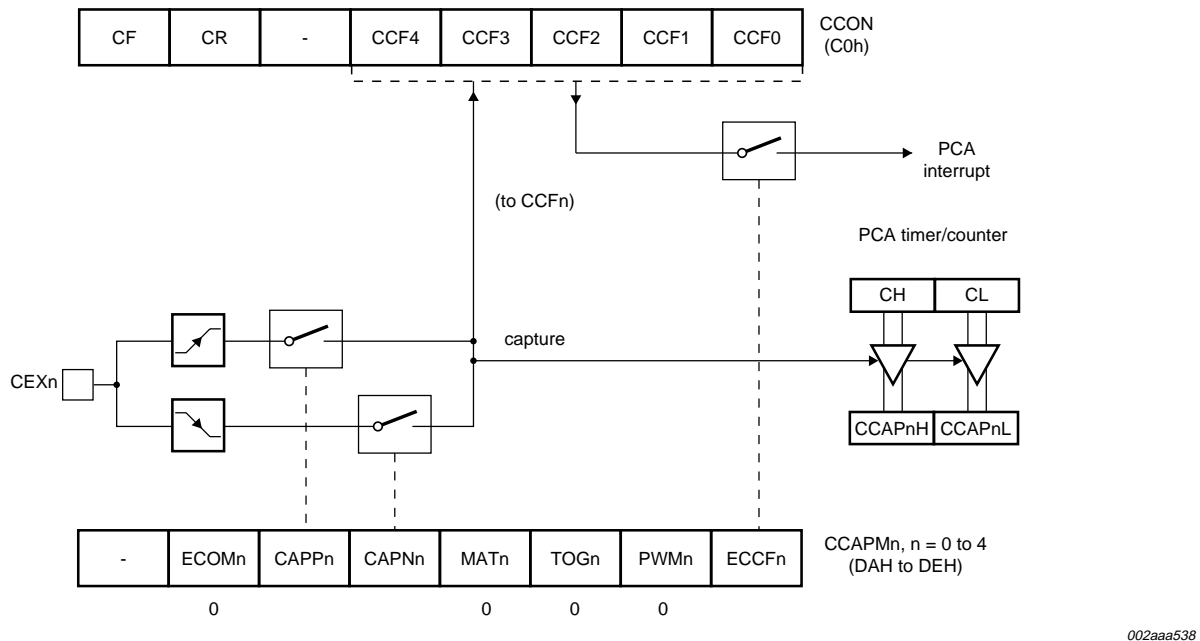 CF CR - CCF4 CCF3 CCF2 CCF1 CCF0
CCON
(C0h)
PCA
interrupt
(to CCFn)
PCA timer/counter
CH CL
capture
CEXn
CCAPnH CCAPnL
- ECOMn CAPPn CAPNn MATn TOGn PWMn ECCFn
CCAPMn, n = 0 to 4
(DAH to DEH)
0 0 0 0
002aaa538